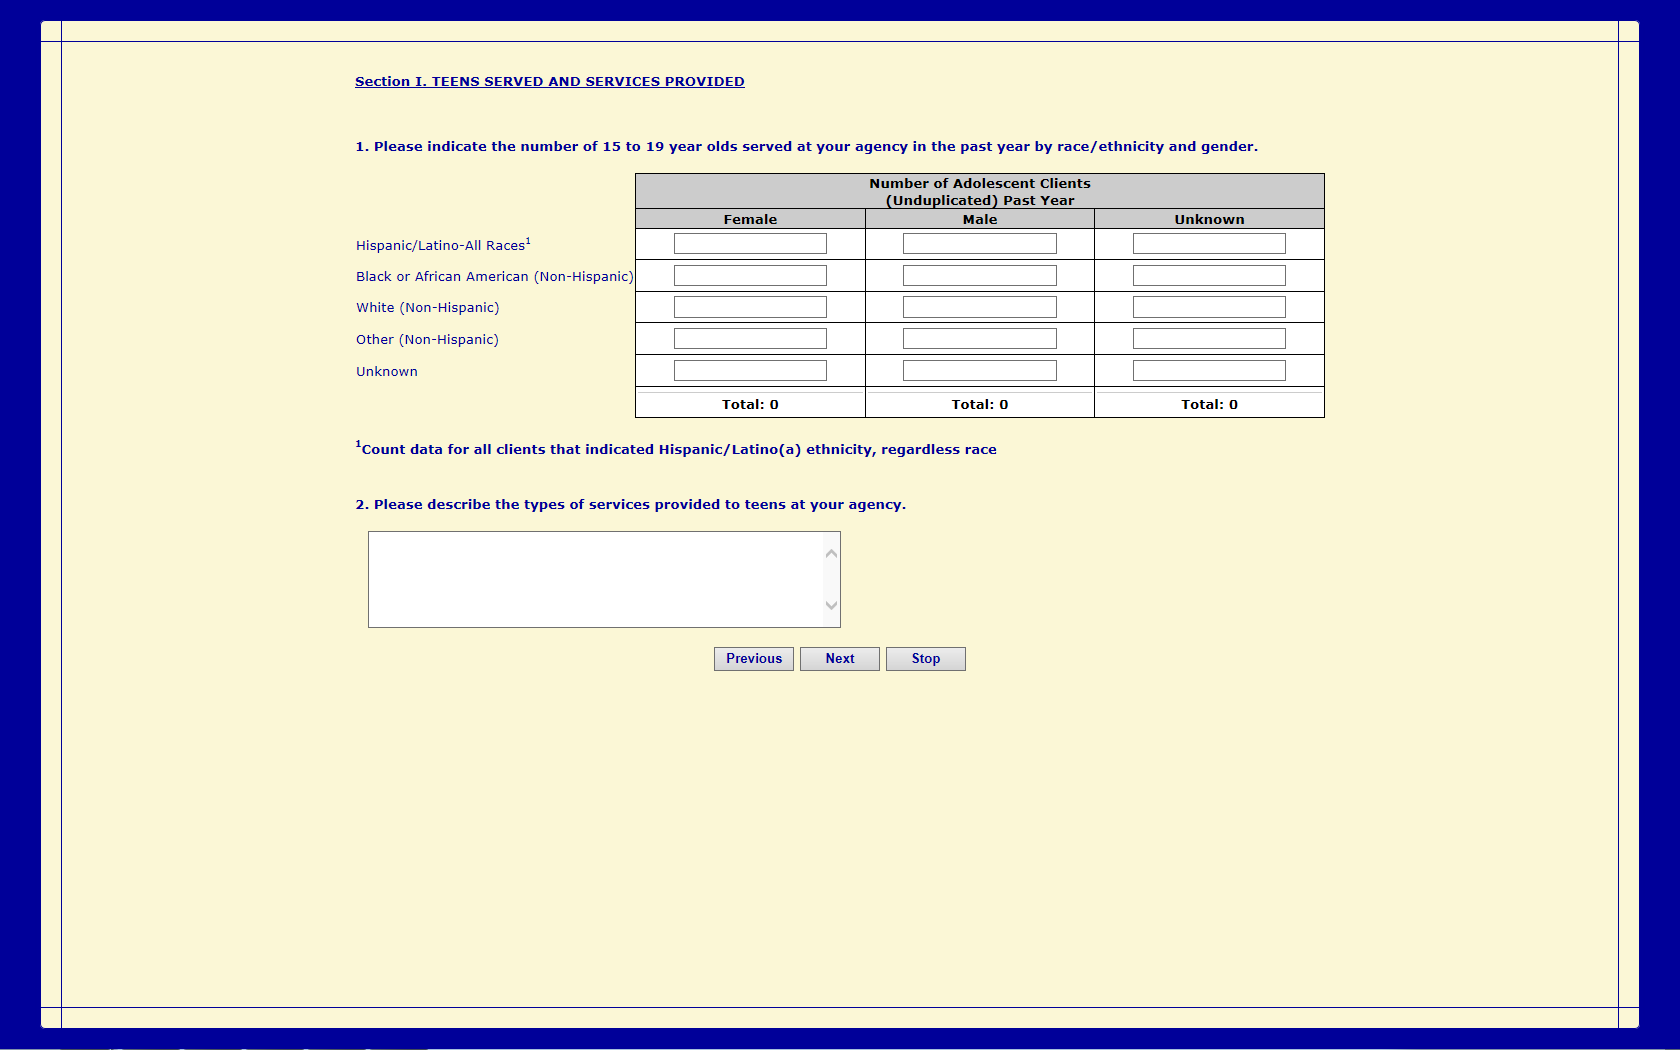 Section I. TEENS SERVED AND SERVICES PROVIDED
1. Please indicate the number of 15 to 19 year olds served at your agency in the past year by race/ethnicity and gender.
Number of Adolescent Clients
(Unduplicated) Past Year
Female Male Unknown
Hispanic/Latino-All Races¹
Black or African American (Non-Hispanic)
White (Non-Hispanic)
Other (Non-Hispanic)
Unknown
Total: 0 Total: 0 Total: 0
¹Count data for all clients that indicated Hispanic/Latino(a) ethnicity, regardless race
2. Please describe the types of services provided to teens at your agency.
Previous Next Stop